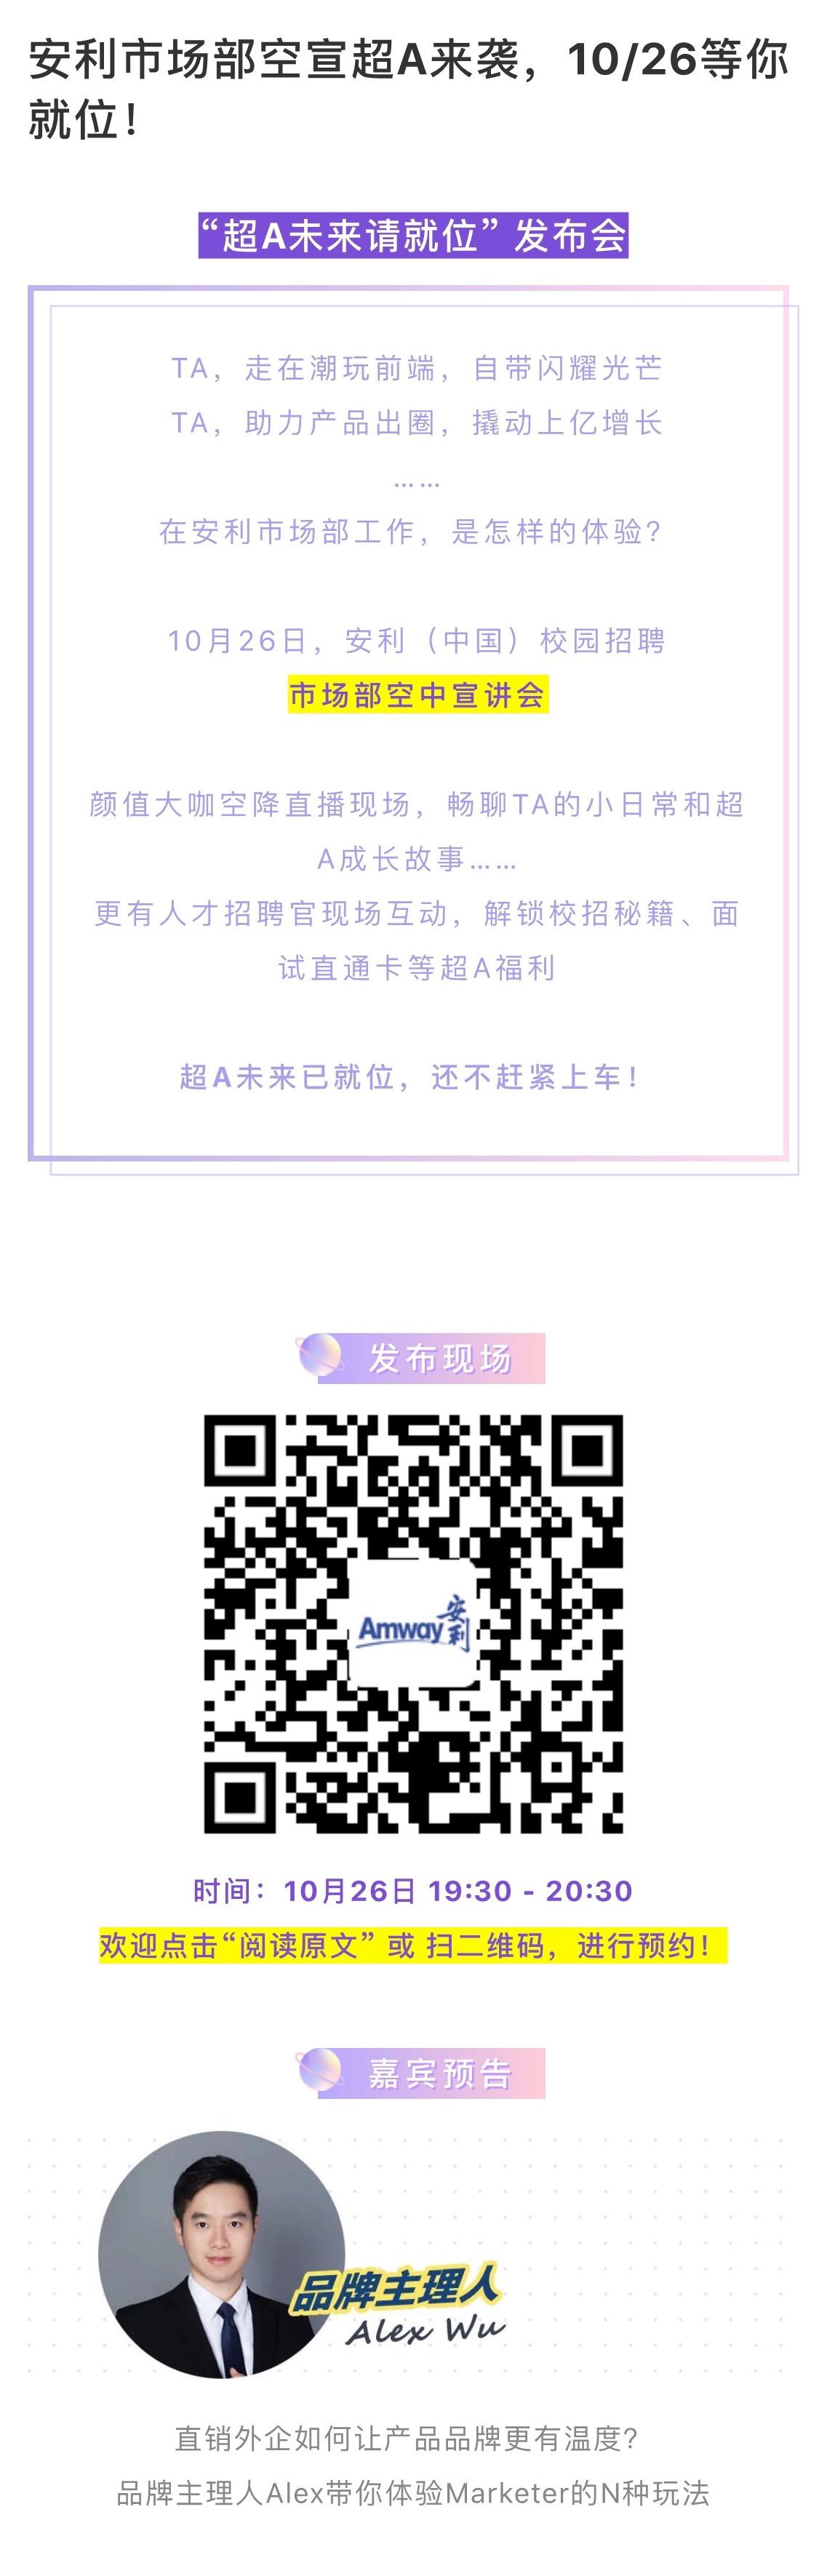 安利市场部空宣超A来袭，10/26等你
就位！
“超A未来请就位” 发布会
TA，走在潮玩前端，自带闪耀光芒
TA，助力产品出圈，撬动上亿增长
……
在安利市场部工作，是怎样的体验?
10月26日，安利（中国）校园招聘
市场部空中宣讲会
颜值大咖空降直播现场，畅聊TA的小日常和超
A成长故事……
更有人才招聘官现场互动，解锁校招秘籍、面
试直通卡等超A福利
超A未来已就位，还不赶紧上车！
发布现场
Amway安利
时间：10月26日 19:30 - 20:30
欢迎点击“阅读原文” 或 扫二维码，进行预约！
嘉宾预告
品牌主理人
Alex Wu
直销外企如何让产品品牌更有温度?
品牌主理人Alex带你体验Marketer的N种玩法